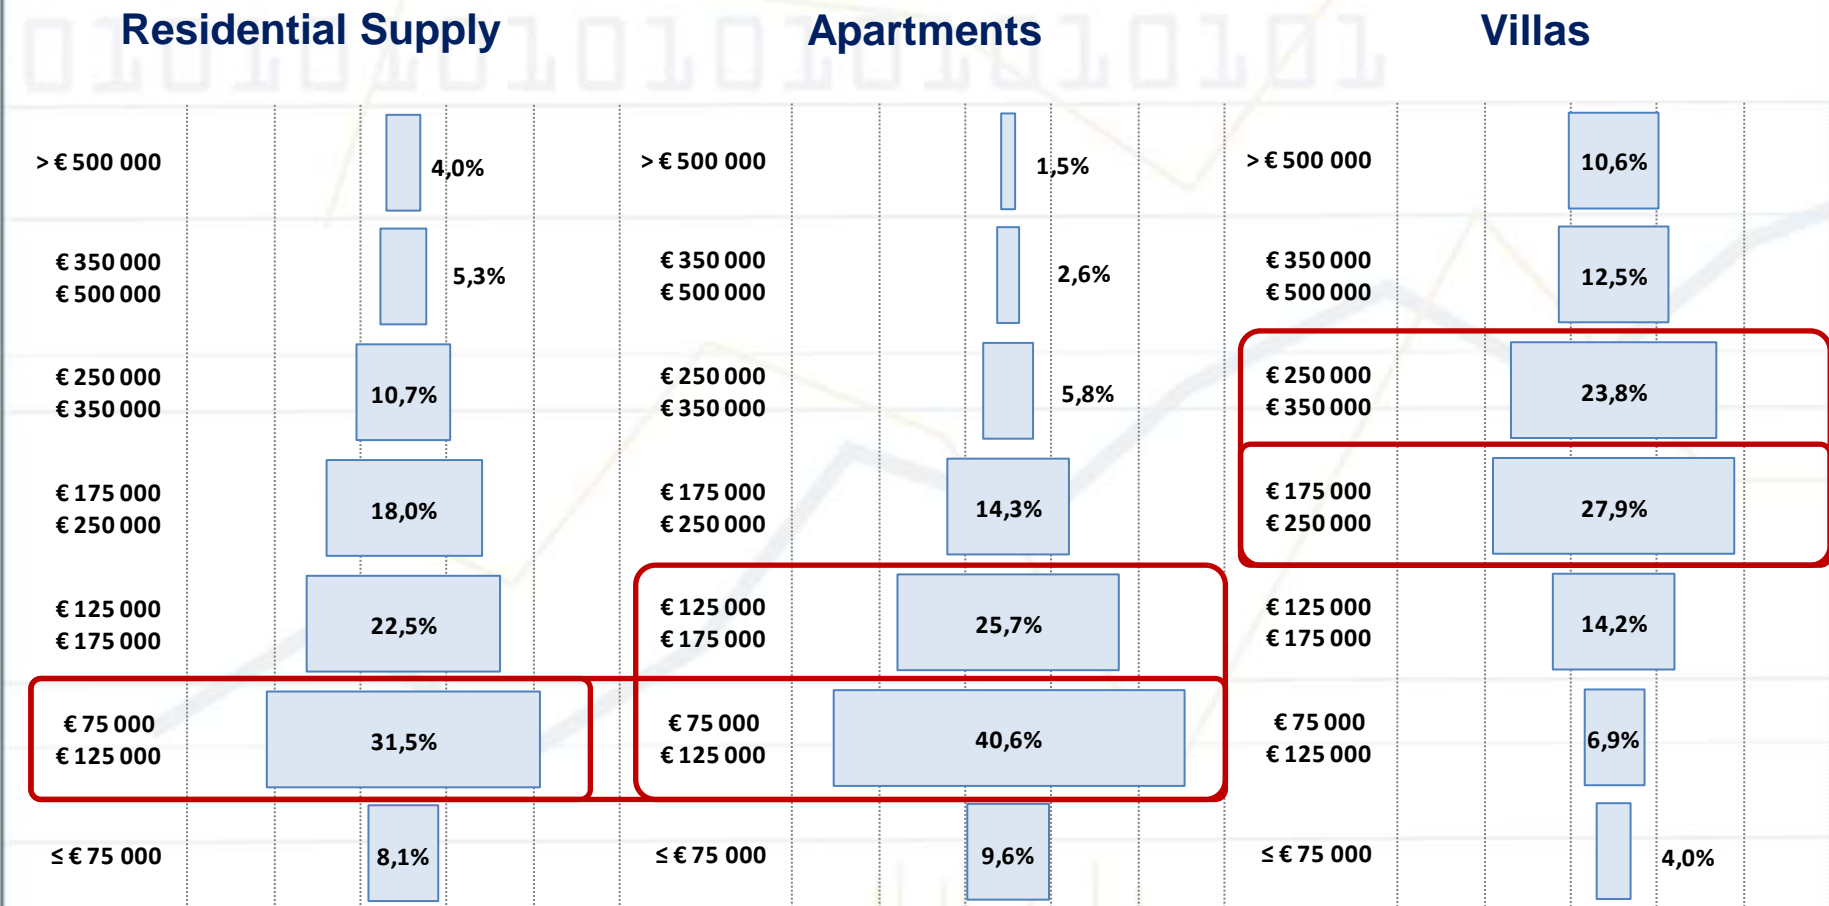 Residential Supply
> € 500 000
4,0%
€ 350 000
€ 500 000
5,3%
€ 250 000
€ 350 000
10,7%
€ 175 000
€ 250 000
18,0%
€ 125 000
€ 175 000
22,5%
€ 75 000
€ 125 000
31,5%
≤ € 75 000
8,1%
Apartments
> € 500 000
1,5%
€ 350 000
€ 500 000
2,6%
€ 250 000
€ 350 000
5,8%
€ 175 000
€ 250 000
14,3%
€ 125 000
€ 175 000
25,7%
€ 75 000
€ 125 000
40,6%
≤ € 75 000
9,6%
Villas
> € 500 000
10,6%
€ 350 000
€ 500 000
12,5%
€ 250 000
€ 350 000
23,8%
€ 175 000
€ 250 000
27,9%
€ 125 000
€ 175 000
14,2%
€ 75 000
€ 125 000
6,9%
≤ € 75 000
4,0%
0101010101010101010